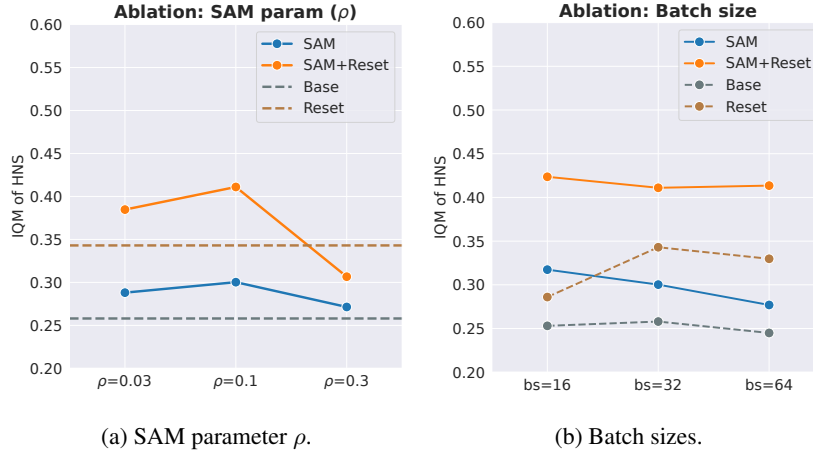 Ablation: SAM param (ρ)
0.60
0.55
0.50
0.45
0.40
0.35
0.30
0.25
0.20
IQM of HNS
SAM
SAM+Reset
Base
Reset
ρ=0.03
ρ=0.1
ρ=0.3
(a) SAM parameter ρ.
Ablation: Batch size
0.60
0.55
0.50
0.45
0.40
0.35
0.30
0.25
0.20
IQM of HNS
SAM
SAM+Reset
Base
Reset
bs=16
bs=32
bs=64
(b) Batch sizes.